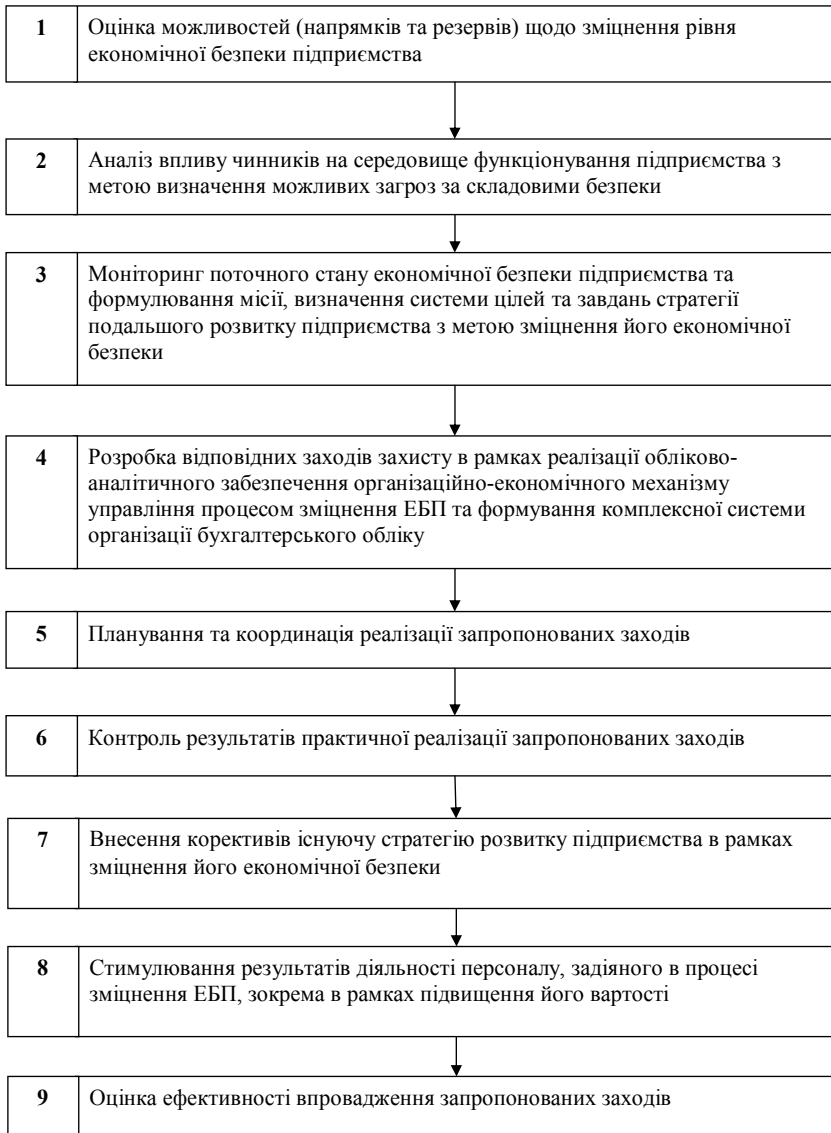 1 Оцінка можливостей (напрямків та резервів) щодо зміцнення рівня
економічної безпеки підприємства
2 Аналіз впливу чинників на середовище функціонування підприємства з
метою визначення можливих загроз за складовими безпеки
3 Моніторинг поточного стану економічної безпеки підприємства та
формулювання місії, визначення системи цілей та завдань стратегії
подальшого розвитку підприємства з метою зміцнення його економічної
безпеки
4 Розробка відповідних заходів захисту в рамках реалізації обліково-
аналітичного забезпечення організаційно-економічного механізму
управління процесом зміцнення ЕБП та формування комплексної системи
організації бухгалтерського обліку
5 Планування та координація реалізації запропонованих заходів
6 Контроль результатів практичної реалізації запропонованих заходів
7 Внесення корективів існуючу стратегію розвитку підприємства в рамках
зміцнення його економічної безпеки
8 Стимулювання результатів діяльності персоналу, задіяного в процесі
зміцнення ЕБП, зокрема в рамках підвищення його вартості
9 Оцінка ефективності впровадження запропонованих заходів